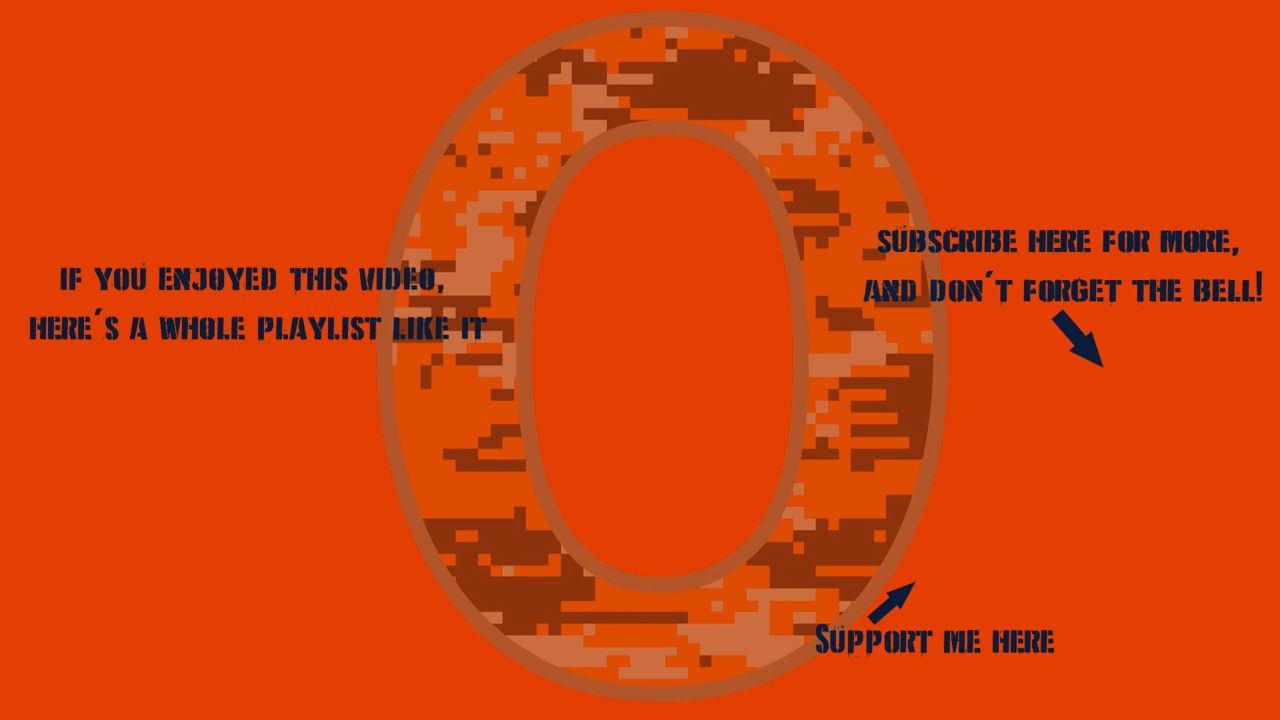 IF YOU ENJOYED THIS VIDEO,
HERE´S A WHOLE PLAYLIST LIKE IT
SUBSCRIBE HERE FOR MORE,
AND DON´T FORGET THE BELL!
SUPPORT ME HERE
O